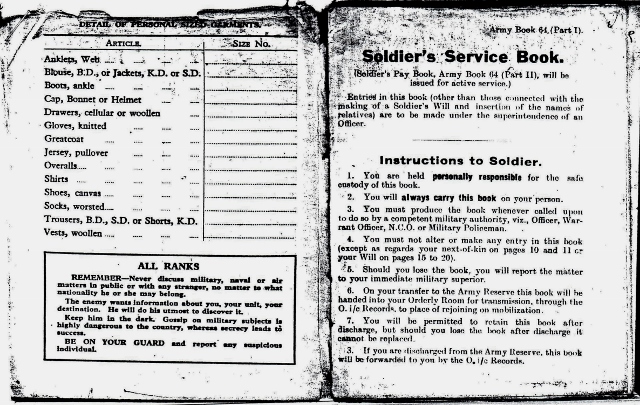 DETAIL OF PERSONAL SIZED GARMENTS.
ARTICLE. SIZE NO.
Anklets, Web
Blouse, B.D., or Jackets, K.D. or S.D.
Boots, ankle
Cap, Bonnet or Helmet
Drawers, cellular or woollen
Gloves, knitted
Greatcoat
Jersey, pullover
Overalls
Shirts
Shoes, canvas
Socks, worsted
Trousers, B.D., S.D. or Shorts, K.D.
Vests, woollen
ALL RANKS
REMEMBER—Never discuss military, naval or air
matters in public or with any stranger, no matter to what
nationality he or she may belong.
The enemy wants information about you, your unit, your
destination. He will do his utmost to discover it.
Keep him in the dark. Gossip on military subjects is
highly dangerous to the country, whereas secrecy leads to
success.
BE ON YOUR GUARD and report any suspicious
individual.
Army Book 64 (Part I).
Soldier's Service Book.
(Soldier's Pay Book, Army Book 64 (Part II), will be
issued for active service.)
Entries in this book (other than those connected with the
making of a Soldier's Will and insertion of the names of
relatives) are to be made under the superintendence of an
Officer.
Instructions to Soldier.
1. You are held personally responsible for the safe
custody of this book.
2. You will always carry this book on your person.
3. You must produce the book whenever called upon
to do so by a competent military authority, viz., Officer, War-
rant Officer, N.C.O. or Military Policeman.
4. You must not alter or make any entry in this book
(except as regards your next-of-kin on pages 10 and 11 or
your Will on pages 15 to 20).
5. Should you lose the book, you will report the matter
to your immediate military superior.
6. On your transfer to the Army Reserve this book will be
handed into your Orderly Room for transmission, through the
O. i/c Records, to place of rejoining on mobilization.
7. You will be permitted to retain this book after
discharge, but should you lose the book after discharge it
cannot be replaced.
8. If you are discharged from the Army Reserve, this book
will be forwarded to you by the O. i/c Records.